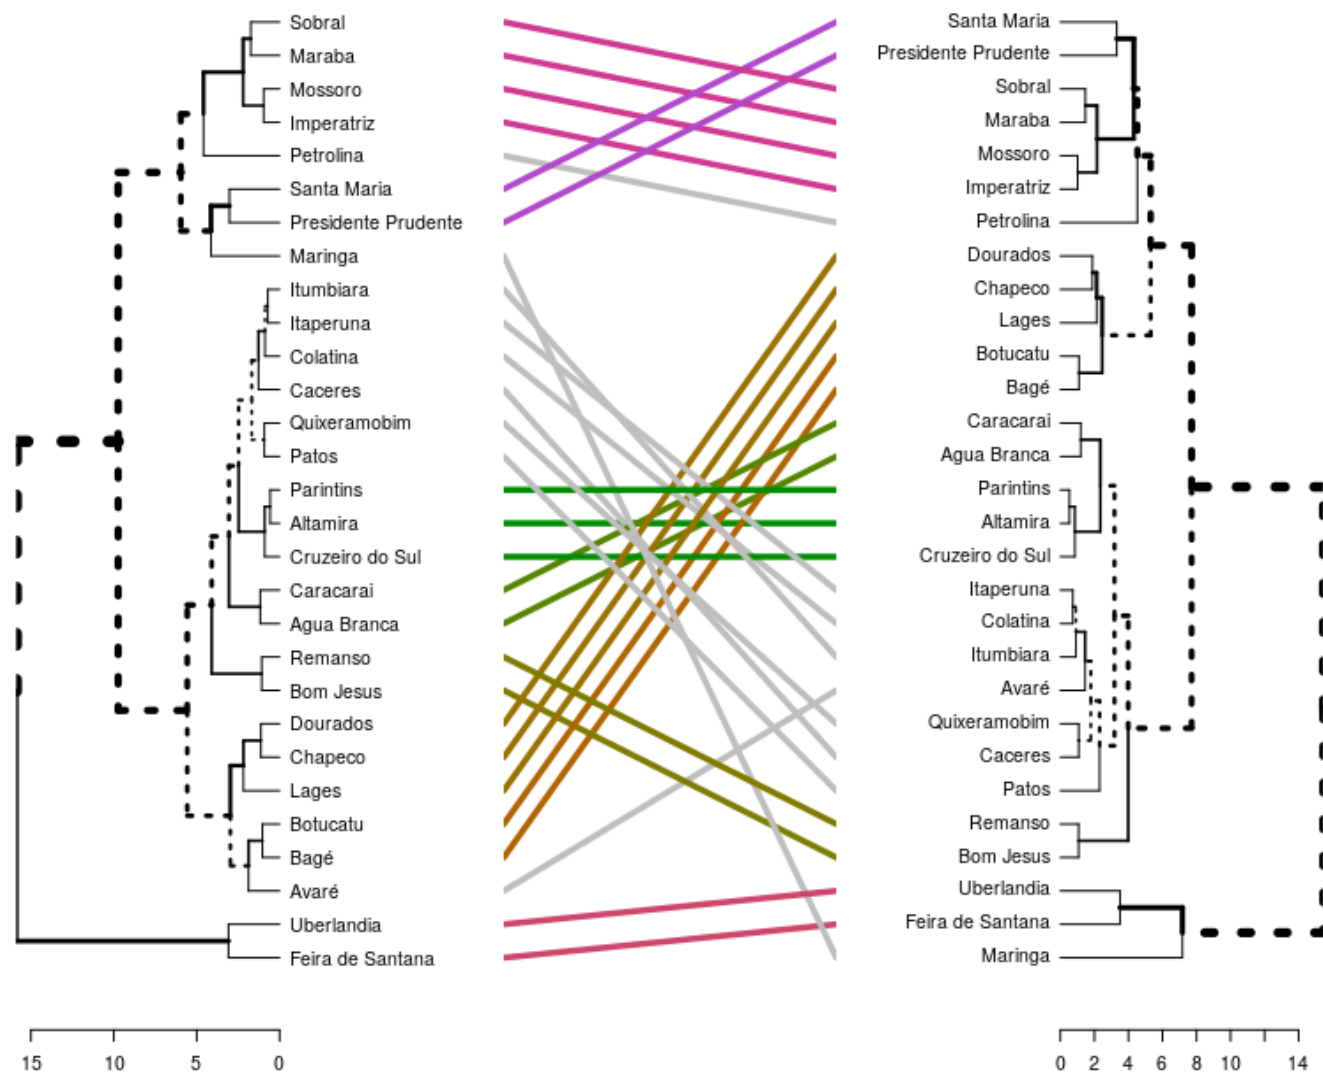 Sobral
Maraba
Mossoro
Imperatriz
Petrolina
Santa Maria
Presidente Prudente
Maringa
Itumbiara
Itaperuna
Colatina
Caceres
Quixeramobim
Patos
Parintins
Altamira
Cruzeiro do Sul
Caracarai
Agua Branca
Remanso
Bom Jesus
Dourados
Chapeco
Lages
Botucatu
Bagé
Avaré
Uberlandia
Feira de Santana
15 10 5 0
Santa Maria
Presidente Prudente
Sobral
Maraba
Mossoro
Imperatriz
Petrolina
Dourados
Chapeco
Lages
Botucatu
Bagé
Caracarai
Agua Branca
Parintins
Altamira
Cruzeiro do Sul
Itaperuna
Colatina
Itumbiara
Avaré
Quixeramobim
Caceres
Patos
Remanso
Bom Jesus
Uberlandia
Feira de Santana
Maringa
0 2 4 6 8 10 14